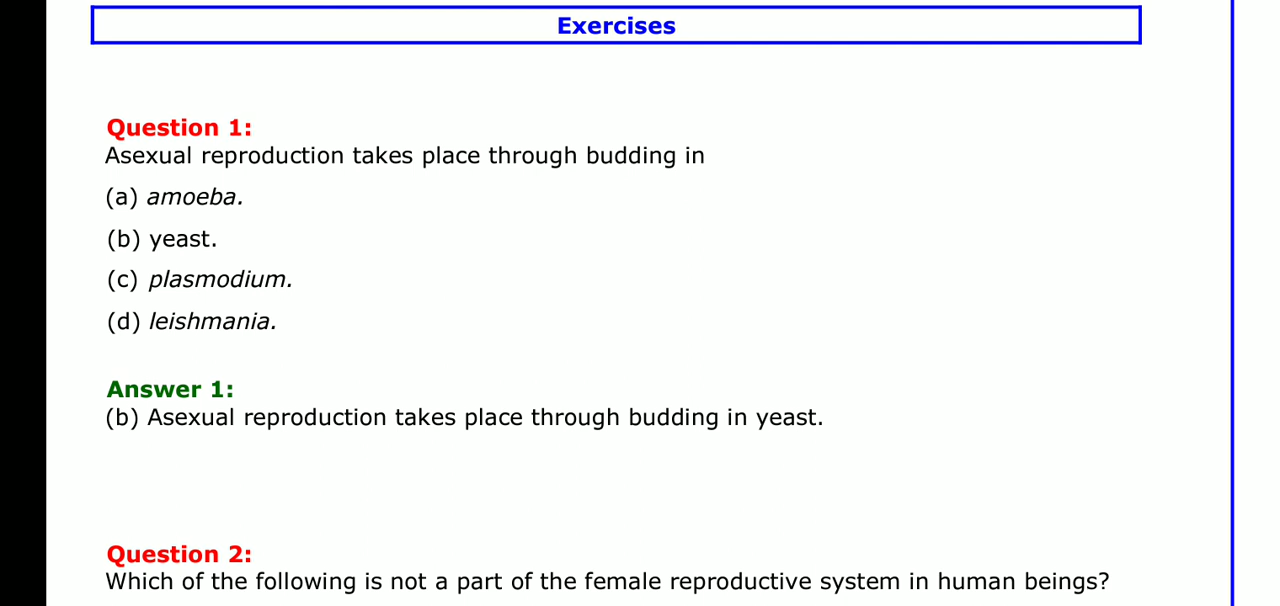 Exercises
Question 1:
Asexual reproduction takes place through budding in
(a) amoeba.
(b) yeast.
(c) plasmodium.
(d) leishmania.
Answer 1:
(b) Asexual reproduction takes place through budding in yeast.
Question 2:
Which of the following is not a part of the female reproductive system in human beings?